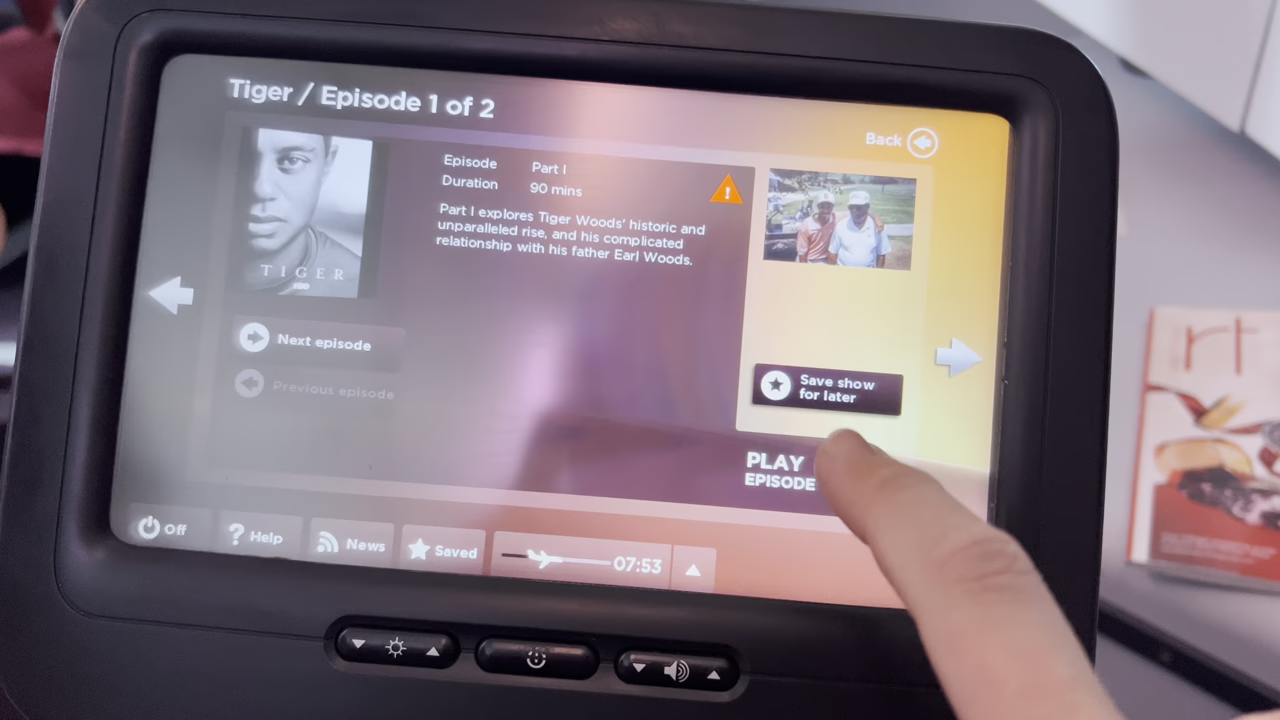 Tiger / Episode 1 of 2
Back
Episode Part I
Duration 90 mins
!
Part I explores Tiger Woods' historic and
unparalleled rise, and his complicated
relationship with his father Earl Woods.
TIGER
HBO
Next episode
Previous episode
Save show
for later
PLAY
EPISODE
Off
? Help
News
Saved
07:53
rt